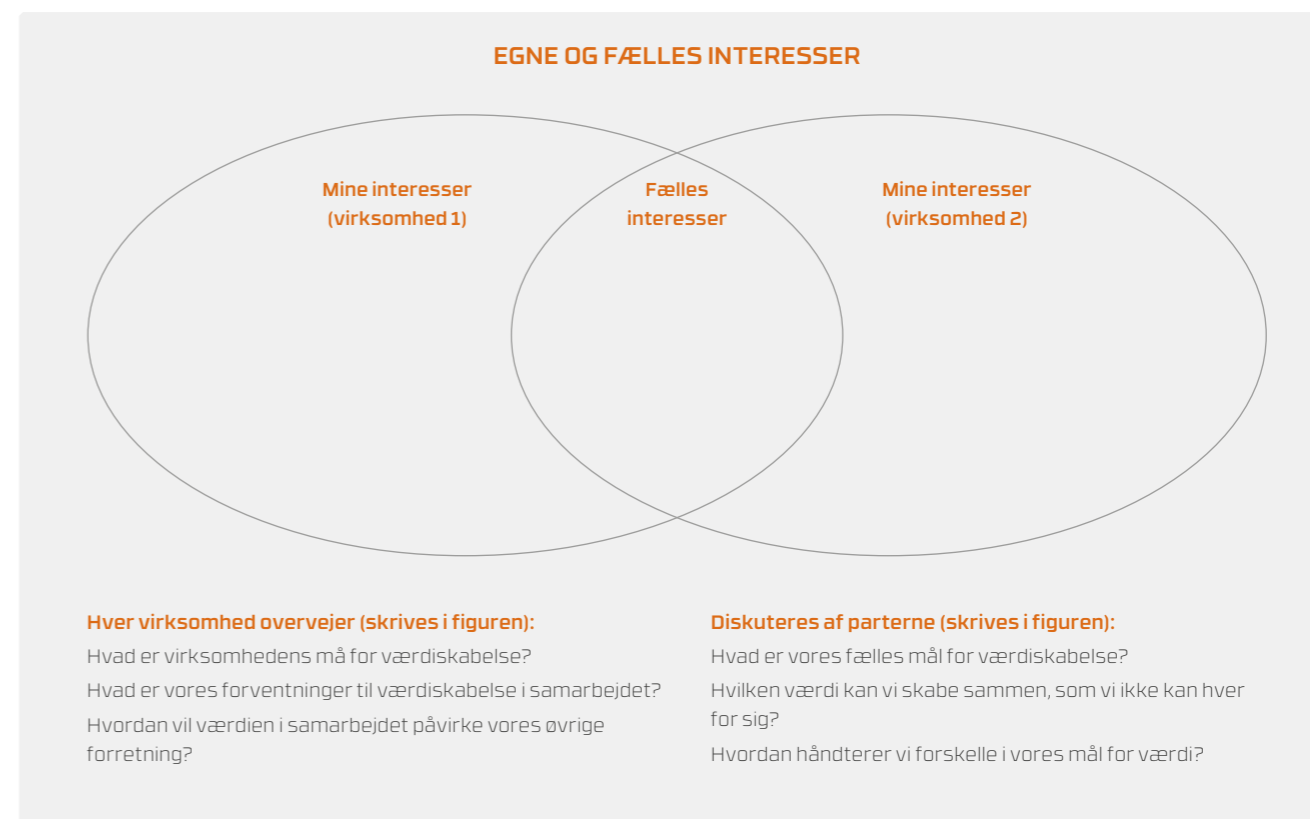 EGNE OG FÆLLES INTERESSER
Mine interesser
(virksomhed 1)
Fælles
interesser
Mine interesser
(virksomhed 2)
Hver virksomhed overvejer (skrives i figuren):
Hvad er virksomhedens må for værdiskabelse?
Hvad er vores forventninger til værdiskabelse i samarbejdet?
Hvordan vil værdien i samarbejdet påvirke vores øvrige
forretning?
Diskuteres af parterne (skrives i figuren):
Hvad er vores fælles mål for værdiskabelse?
Hvilken værdi kan vi skabe sammen, som vi ikke kan hver
for sig?
Hvordan håndterer vi forskelle i vores mål for værdi?